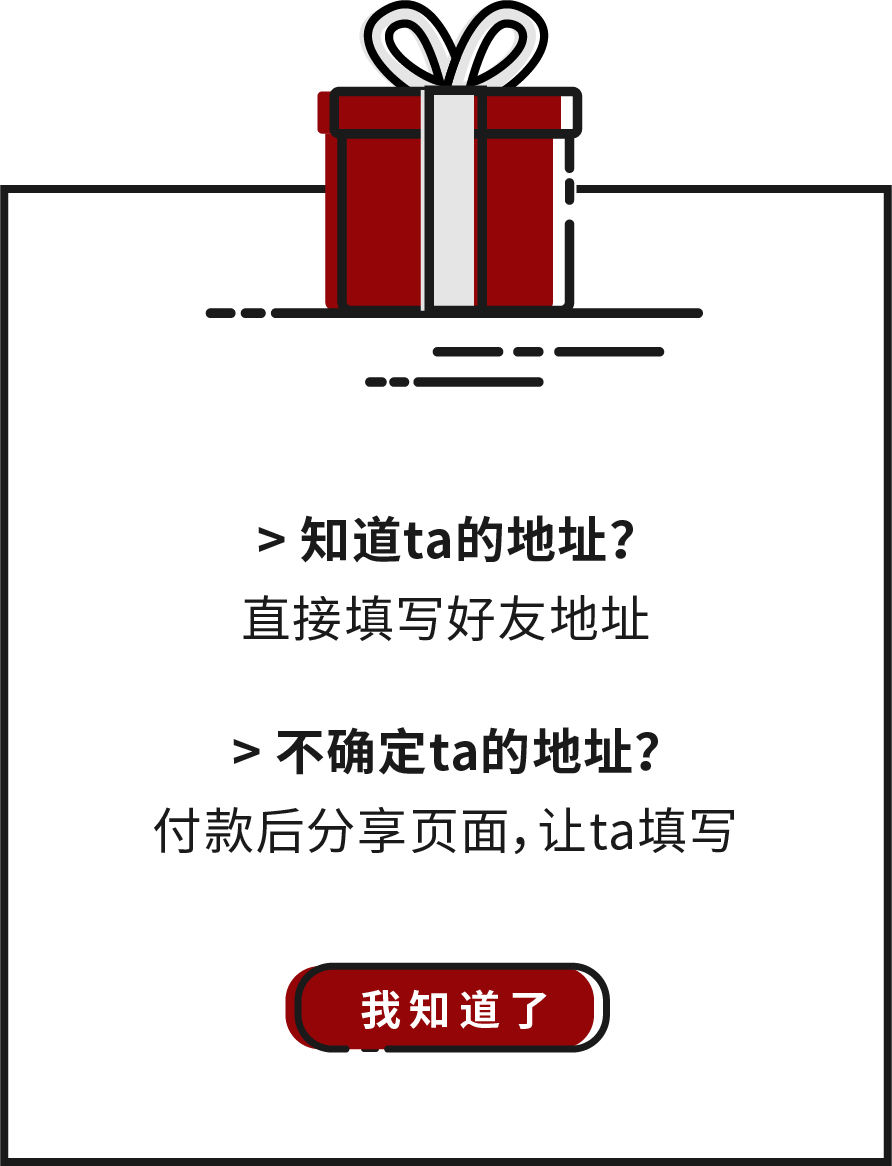 > 知道ta的地址?
直接填写好友地址
> 不确定ta的地址?
付款后分享页面，让ta填写
我知道了